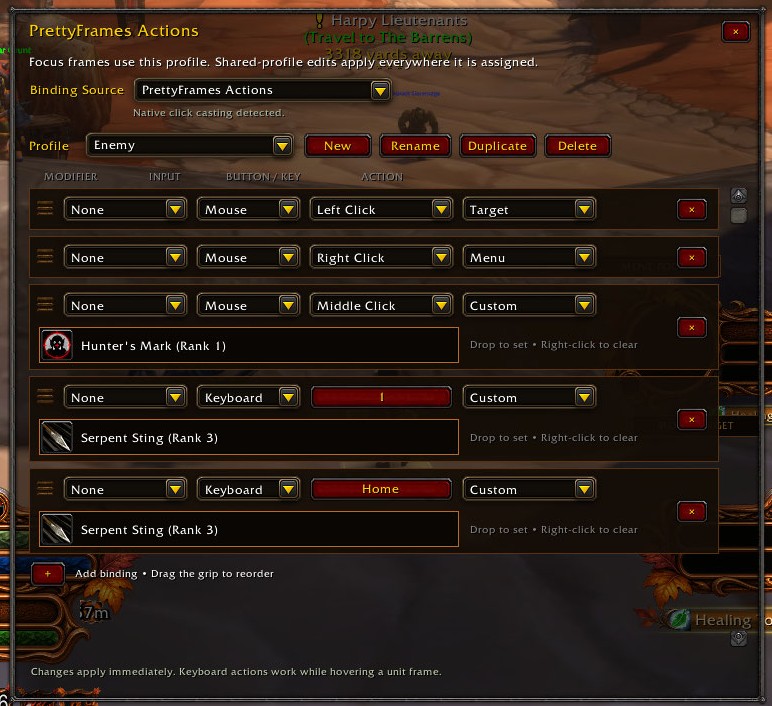 Harpy Lieutenants
PrettyFrames Actions
(Travel to The Barrens)
3318 yards away
Focus frames use this profile. Shared-profile edits apply everywhere it is assigned.
Binding Source PrettyFrames Actions
Native click casting detected.
Profile Enemy New Rename Duplicate Delete
MODIFIER INPUT BUTTON / KEY ACTION
None Mouse Left Click Target ×
None Mouse Right Click Menu ×
None Mouse Middle Click Custom
Hunter's Mark (Rank 1) Drop to set • Right-click to clear ×
None Keyboard I Custom
Serpent Sting (Rank 3) Drop to set • Right-click to clear ×
None Keyboard Home Custom
Serpent Sting (Rank 3) Drop to set • Right-click to clear ×
+ Add binding • Drag the grip to reorder
57m
Healing
Changes apply immediately. Keyboard actions work while hovering a unit frame.